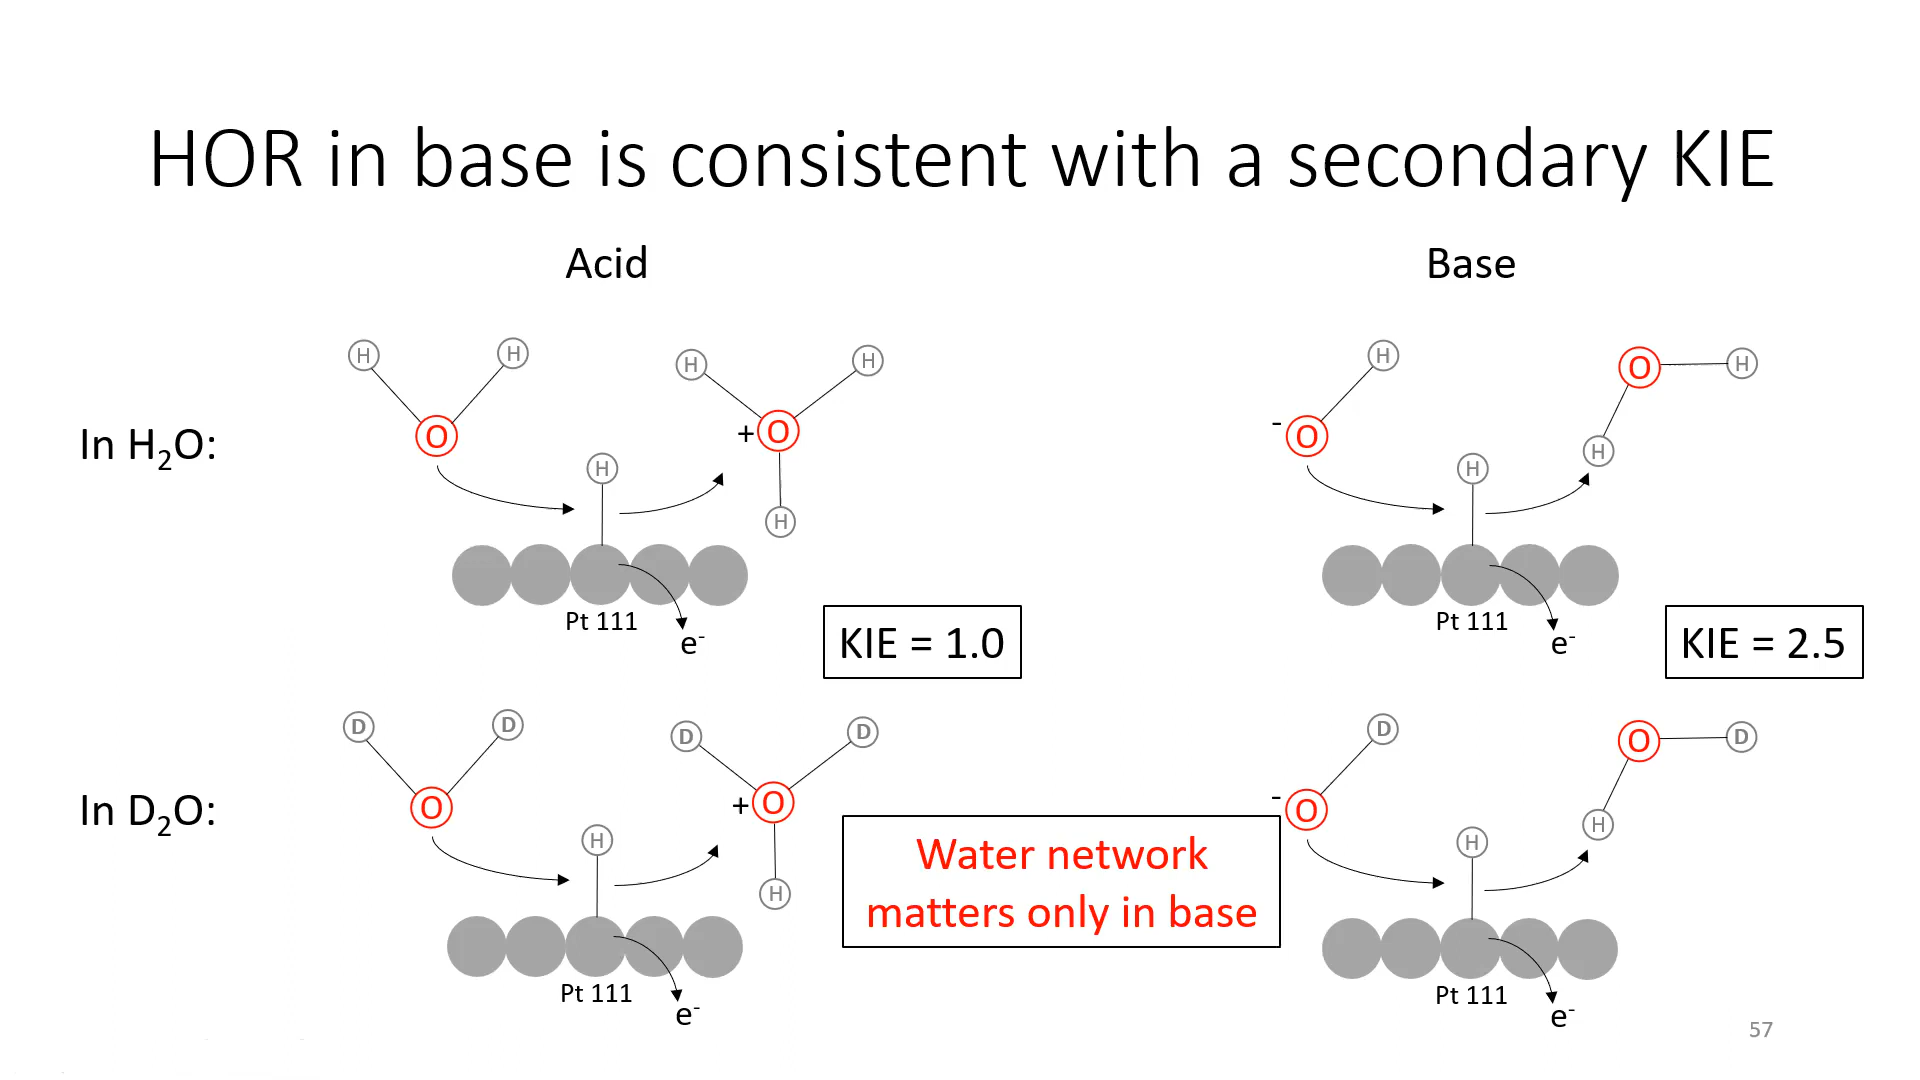 HOR in base is consistent with a secondary KIE
Acid
Base
In H₂O:
H
H
O
H
H
H
+
O
H
Pt 111
e⁻
KIE = 1.0
H
-
O
H
O
H
H
Pt 111
e⁻
KIE = 2.5
In D₂O:
D
D
O
H
D
D
+
O
H
Pt 111
e⁻
Water network
matters only in base
D
-
O
H
O
D
H
Pt 111
e⁻
57